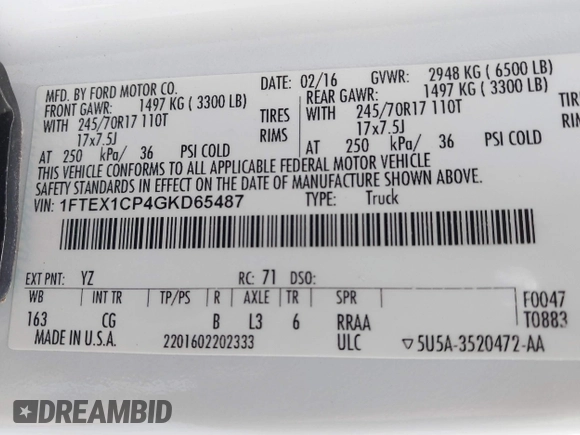 MFD. BY FORD MOTOR CO.
DATE: 02/16 GVWR: 2948 KG ( 6500 LB)
FRONT GAWR: 1497 KG ( 3300 LB) REAR GAWR: 1497 KG ( 3300 LB)
WITH 245/70R17 110T TIRES WITH 245/70R17 110T
17x7.5J RIMS 17x7.5J
AT 250 kPa/ 36 PSI COLD AT 250 kPa/ 36 PSI COLD
THIS VEHICLE CONFORMS TO ALL APPLICABLE FEDERAL MOTOR VEHICLE
SAFETY STANDARDS IN EFFECT ON THE DATE OF MANUFACTURE SHOWN ABOVE.
VIN: 1FTEX1CP4GKD65487 TYPE: Truck
EXT PNT: YZ RC: 71 DSO:
WB INT TR TP/PS R AXLE TR SPR F0047
163 CG B L3 6 RRAA T0883
MADE IN U.S.A. 2201602202333 ULC ▽5U5A-3520472-AA
DREAMBID